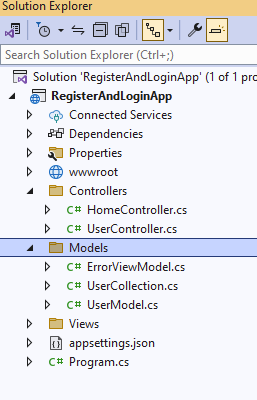 Solution Explorer
Search Solution Explorer (Ctrl+;)
Solution 'RegisterAndLoginApp' (1 of 1 pr
RegisterAndLoginApp
Connected Services
Dependencies
Properties
wwwroot
Controllers
C# HomeController.cs
C# UserController.cs
Models
C# ErrorViewModel.cs
C# UserCollection.cs
C# UserModel.cs
Views
appsettings.json
C# Program.cs